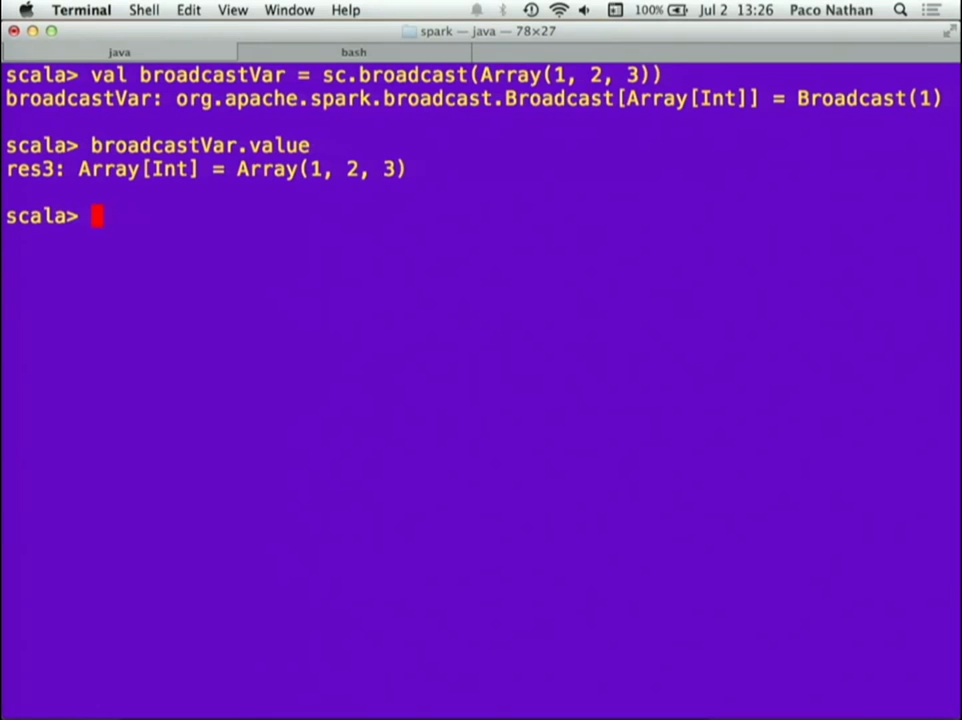 Terminal Shell Edit View Window Help 100% Jul 2 13:26 Paco Nathan
spark — java — 78×27
java bash
scala> val broadcastVar = sc.broadcast(Array(1, 2, 3))
broadcastVar: org.apache.spark.broadcast.Broadcast[Array[Int]] = Broadcast(1)
scala> broadcastVar.value
res3: Array[Int] = Array(1, 2, 3)
scala>